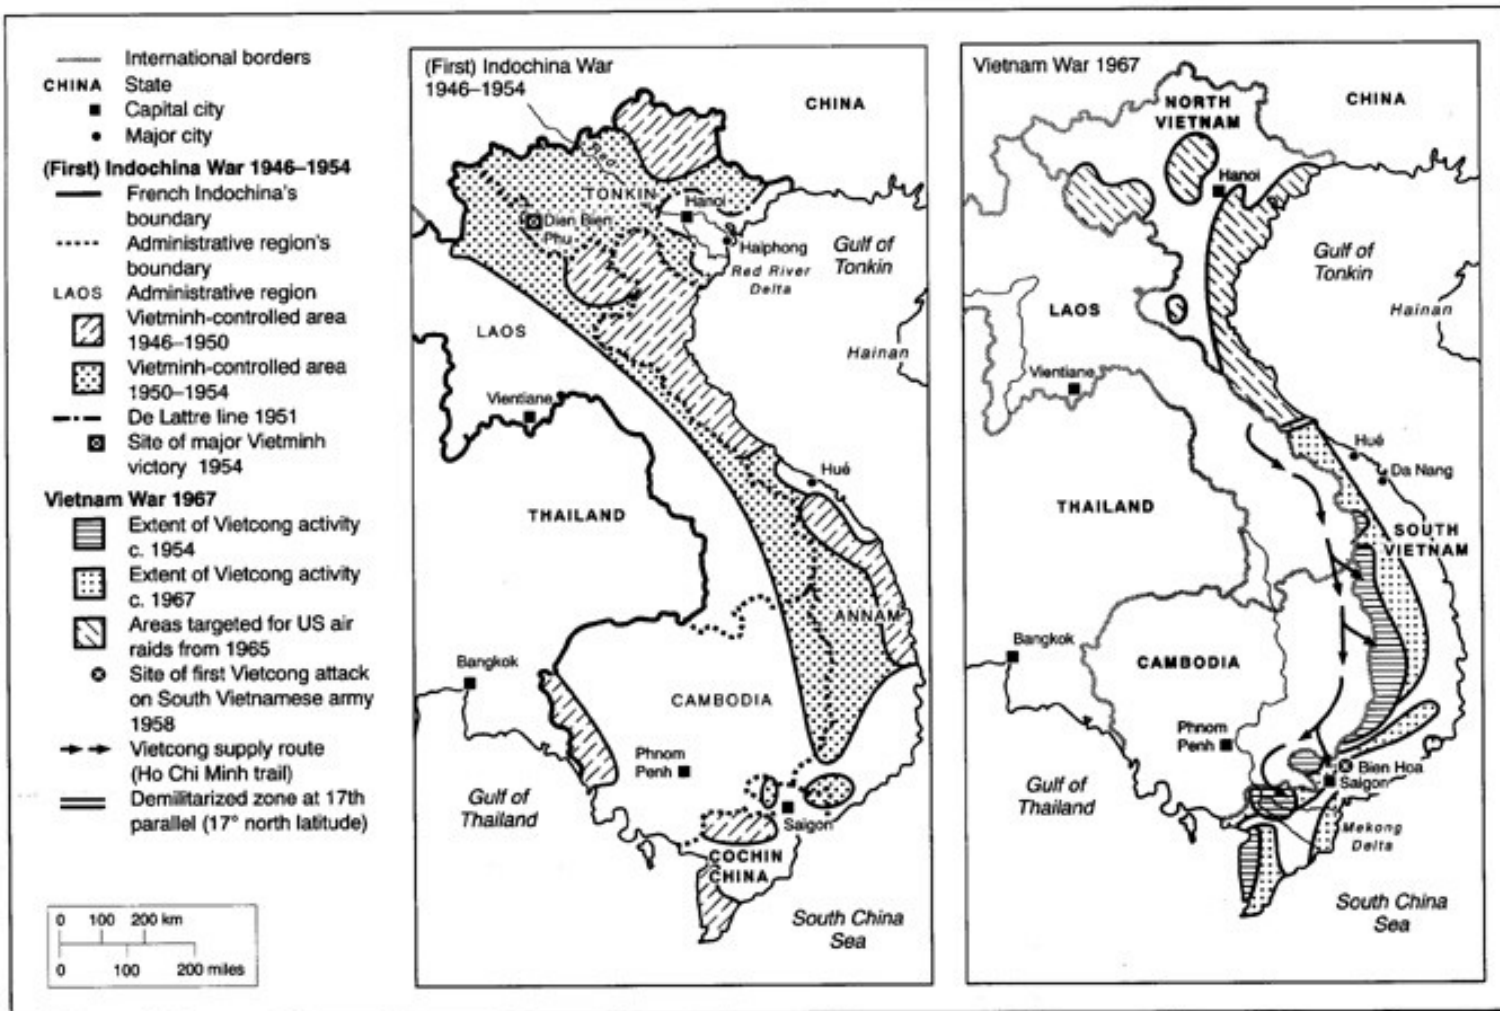 International borders
CHINA State
Capital city
Major city
(First) Indochina War 1946–1954
French Indochina's
boundary
Administrative region's
boundary
LAOS Administrative region
Vietminh-controlled area
1946–1950
Vietminh-controlled area
1950–1954
De Lattre line 1951
Site of major Vietminh
victory 1954
Vietnam War 1967
Extent of Vietcong activity
c. 1954
Extent of Vietcong activity
c. 1967
Areas targeted for US air
raids from 1965
Site of first Vietcong attack
on South Vietnamese army
1958
Vietcong supply route
(Ho Chi Minh trail)
Demilitarized zone at 17th
parallel (17° north latitude)
0 100 200 km
0 100 200 miles
(First) Indochina War
1946–1954
CHINA
Red
TONKIN
Hanoi
Dien Bien
Phu
Haiphong
Gulf of
Tonkin
Red River
Delta
LAOS
Hainan
Vientiane
Hué
THAILAND
ANNAM
Bangkok
CAMBODIA
Phnom
Penh
Gulf of
Thailand
Saigon
COCHIN
CHINA
South China
Sea
Vietnam War 1967
NORTH
VIETNAM
CHINA
Hanoi
Gulf of
Tonkin
LAOS
Hainan
Vientiane
Hué
Da Nang
THAILAND
SOUTH
VIETNAM
Bangkok
CAMBODIA
Phnom
Penh
Bien Hoa
Saigon
Gulf of
Thailand
Mekong
Delta
South China
Sea